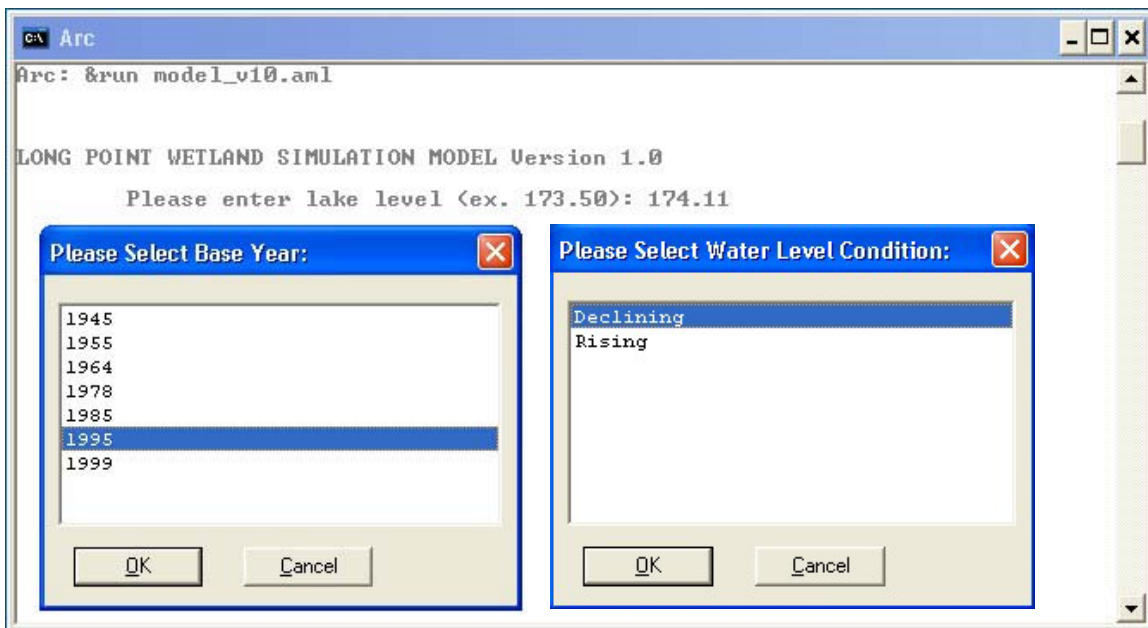 Arc
Arc: &run model_v10.aml
LONG POINT WETLAND SIMULATION MODEL Version 1.0
Please enter lake level (ex. 173.50): 174.11
Please Select Base Year:
1945
1955
1964
1978
1985
1995
1999
OK
Cancel
Please Select Water Level Condition:
Declining
Rising
OK
Cancel